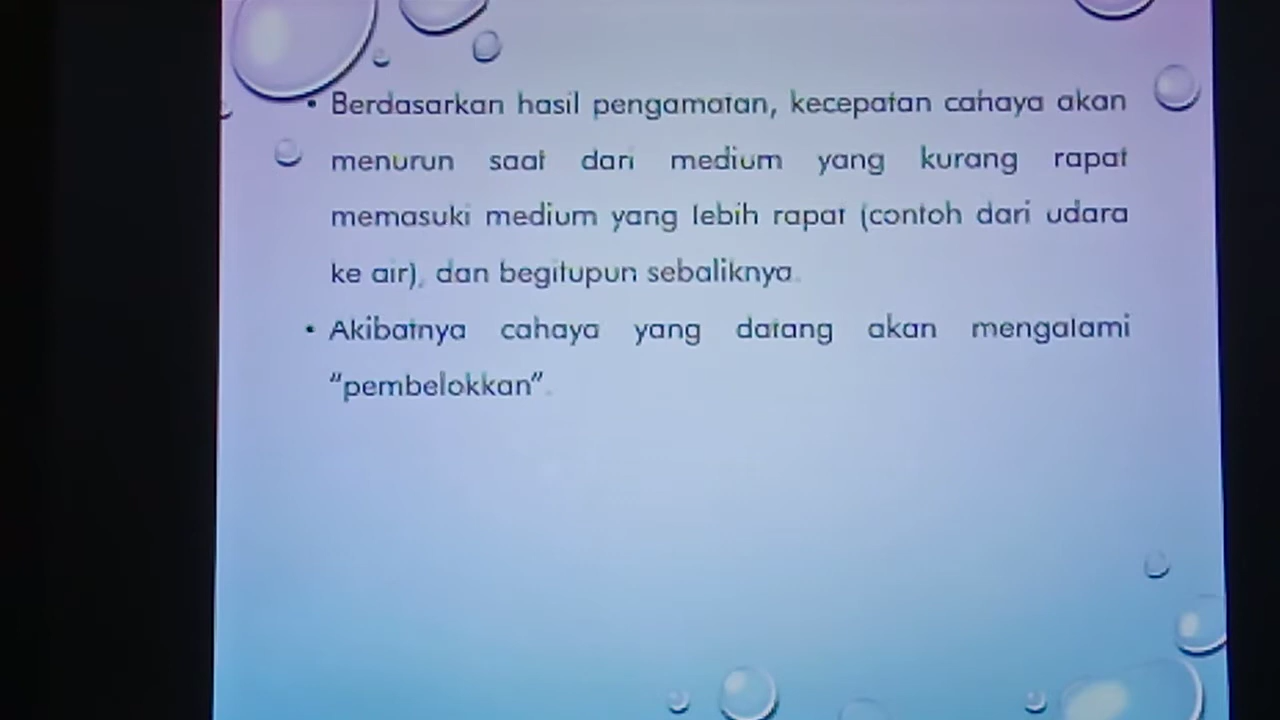 • Berdasarkan hasil pengamatan, kecepatan cahaya akan
menurun saat dari medium yang kurang rapat
memasuki medium yang lebih rapat (contoh dari udara
ke air), dan begitupun sebaliknya.
• Akibatnya cahaya yang datang akan mengalami
“pembelokkan”.